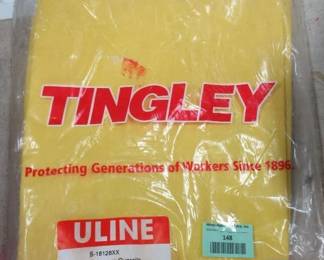 TINGLEY
Protecting Generations of Workers Since 1896.
ULINE
S-18128XX
148